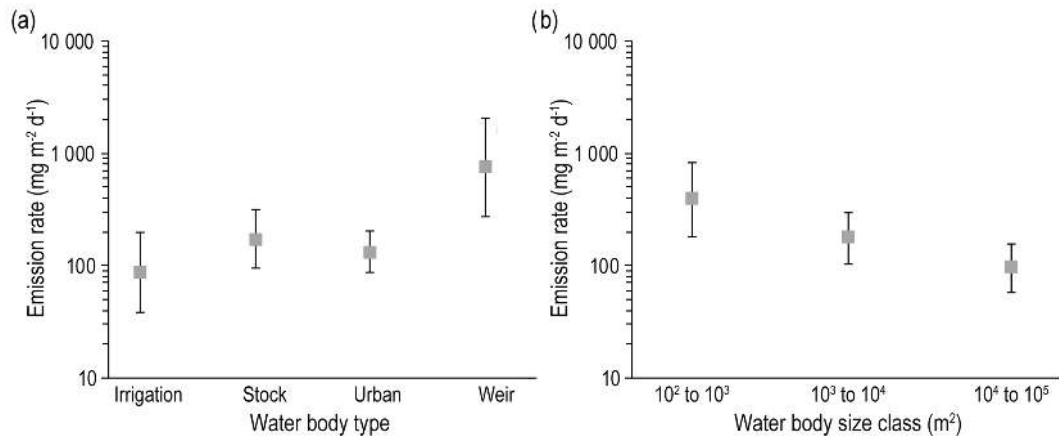 (a)
10 000
1 000
100
10
Emission rate (mg m⁻² d⁻¹)
Irrigation Stock Urban Weir
Water body type
(b)
10 000
1 000
100
10
Emission rate (mg m⁻² d⁻¹)
10² to 10³ 10³ to 10⁴ 10⁴ to 10⁵
Water body size class (m²)